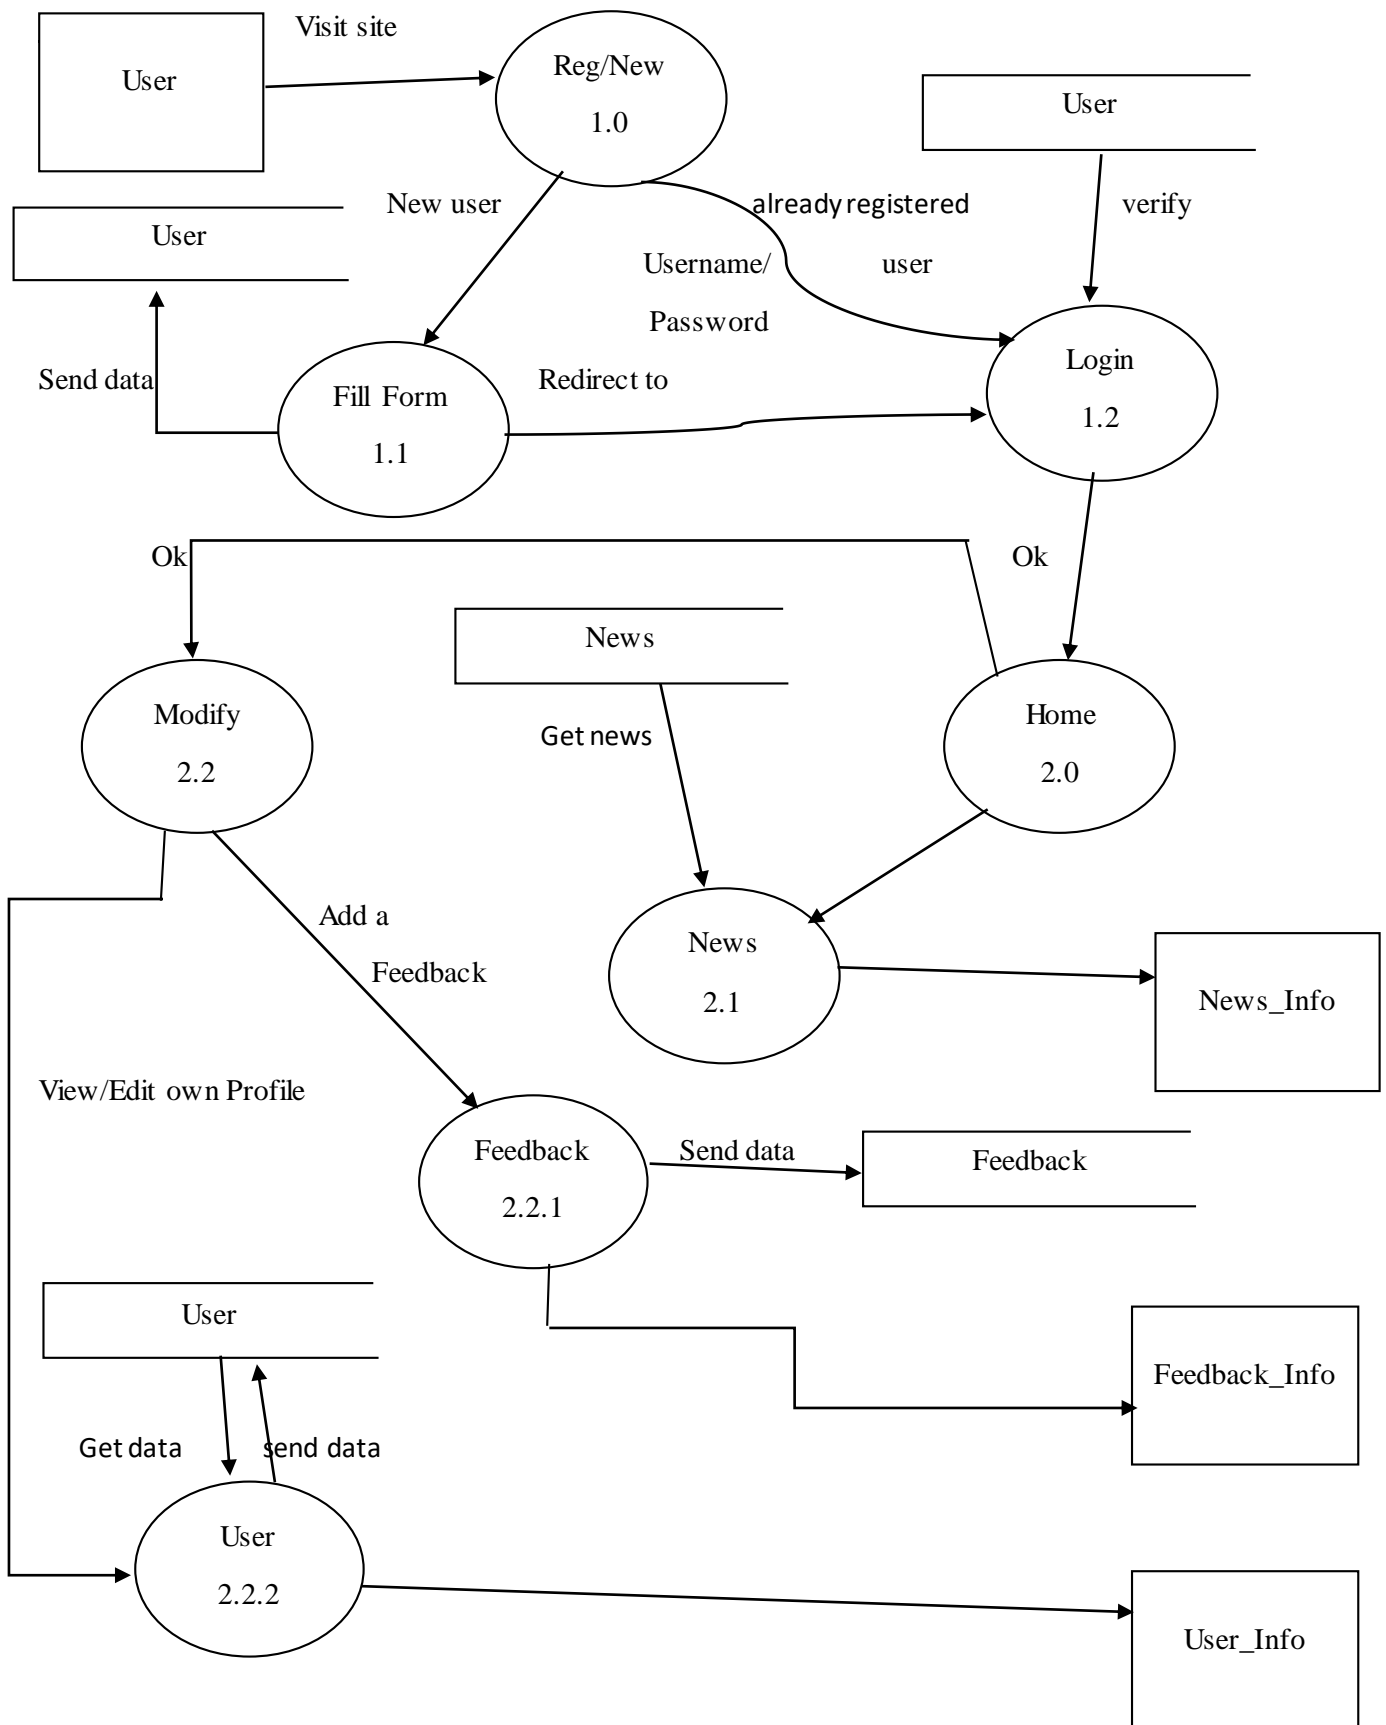 Visit site
User
Reg/New
1.0
User
New user
already registered
verify
User
Username/
user
Password
Send data
Fill Form
1.1
Redirect to
Login
1.2
Ok
Ok
News
Modify
2.2
Get news
Home
2.0
Add a
Feedback
News
2.1
News_Info
View/Edit own Profile
Feedback
2.2.1
Send data
Feedback
User
Feedback_Info
Get data
send data
User
2.2.2
User_Info